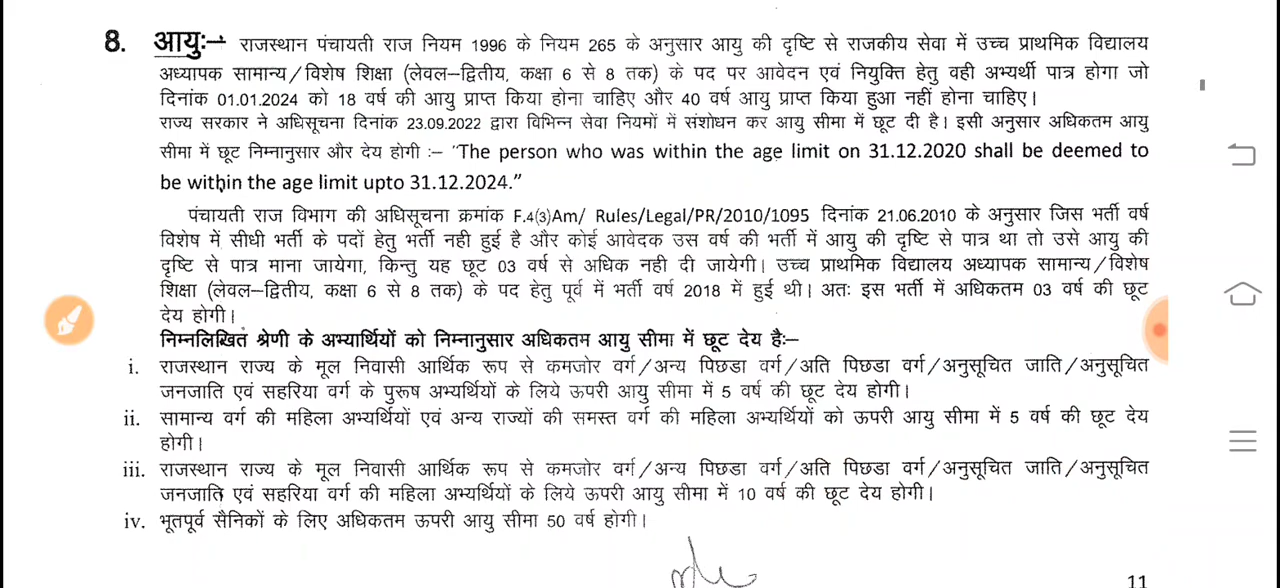 8. आयुः– राजस्थान पंचायती राज नियम 1996 के नियम 265 के अनुसार आयु की दृष्टि से राजकीय सेवा में उच्च प्राथमिक विद्यालय
अध्यापक सामान्य/विशेष शिक्षा (लेवल–द्वितीय, कक्षा 6 से 8 तक) के पद पर आवेदन एवं नियुक्ति हेतु वही अभ्यर्थी पात्र होगा जो
दिनांक 01.01.2024 को 18 वर्ष की आयु प्राप्त किया होना चाहिए और 40 वर्ष आयु प्राप्त किया हुआ नहीं होना चाहिए।
राज्य सरकार ने अधिसूचना दिनांक 23.09.2022 द्वारा विभिन्न सेवा नियमों में संशोधन कर आयु सीमा में छूट दी है। इसी अनुसार अधिकतम आयु
सीमा में छूट निम्नानुसार और देय होगी :– "The person who was within the age limit on 31.12.2020 shall be deemed to
be within the age limit upto 31.12.2024."
पंचायती राज विभाग की अधिसूचना क्रमांक F.4(3)Am/ Rules/Legal/PR/2010/1095 दिनांक 21.06.2010 के अनुसार जिस भर्ती वर्ष
विशेष में सीधी भर्ती के पदों हेतु भर्ती नही हुई है और कोई आवेदक उस वर्ष की भर्ती में आयु की दृष्टि से पात्र था तो उसे आयु की
दृष्टि से पात्र माना जायेगा, किन्तु यह छूट 03 वर्ष से अधिक नही दी जायेगी। उच्च प्राथमिक विद्यालय अध्यापक सामान्य/विशेष
शिक्षा (लेवल–द्वितीय, कक्षा 6 से 8 तक) के पद हेतु पूर्व में भर्ती वर्ष 2018 में हुई थी। अतः इस भर्ती में अधिकतम 03 वर्ष की छूट
देय होगी।
निम्नलिखित श्रेणी के अभ्यार्थियों को निम्नानुसार अधिकतम आयु सीमा में छूट देय हैः–
i. राजस्थान राज्य के मूल निवासी आर्थिक रूप से कमजोर वर्ग/अन्य पिछडा वर्ग/अति पिछडा वर्ग/अनुसूचित जाति/अनुसूचित
जनजाति एवं सहरिया वर्ग के पुरूष अभ्यर्थियों के लिये ऊपरी आयु सीमा में 5 वर्ष की छूट देय होगी।
ii. सामान्य वर्ग की महिला अभ्यर्थियों एवं अन्य राज्यों की समस्त वर्ग की महिला अभ्यर्थियों को ऊपरी आयु सीमा में 5 वर्ष की छूट देय
होगी।
iii. राजस्थान राज्य के मूल निवासी आर्थिक रूप से कमजोर वर्ग/अन्य पिछडा वर्ग/अति पिछडा वर्ग/अनुसूचित जाति/अनुसूचित
जनजाति एवं सहरिया वर्ग की महिला अभ्यर्थियों के लिये ऊपरी आयु सीमा में 10 वर्ष की छूट देय होगी।
iv. भूतपूर्व सैनिकों के लिए अधिकतम ऊपरी आयु सीमा 50 वर्ष होगी।
11